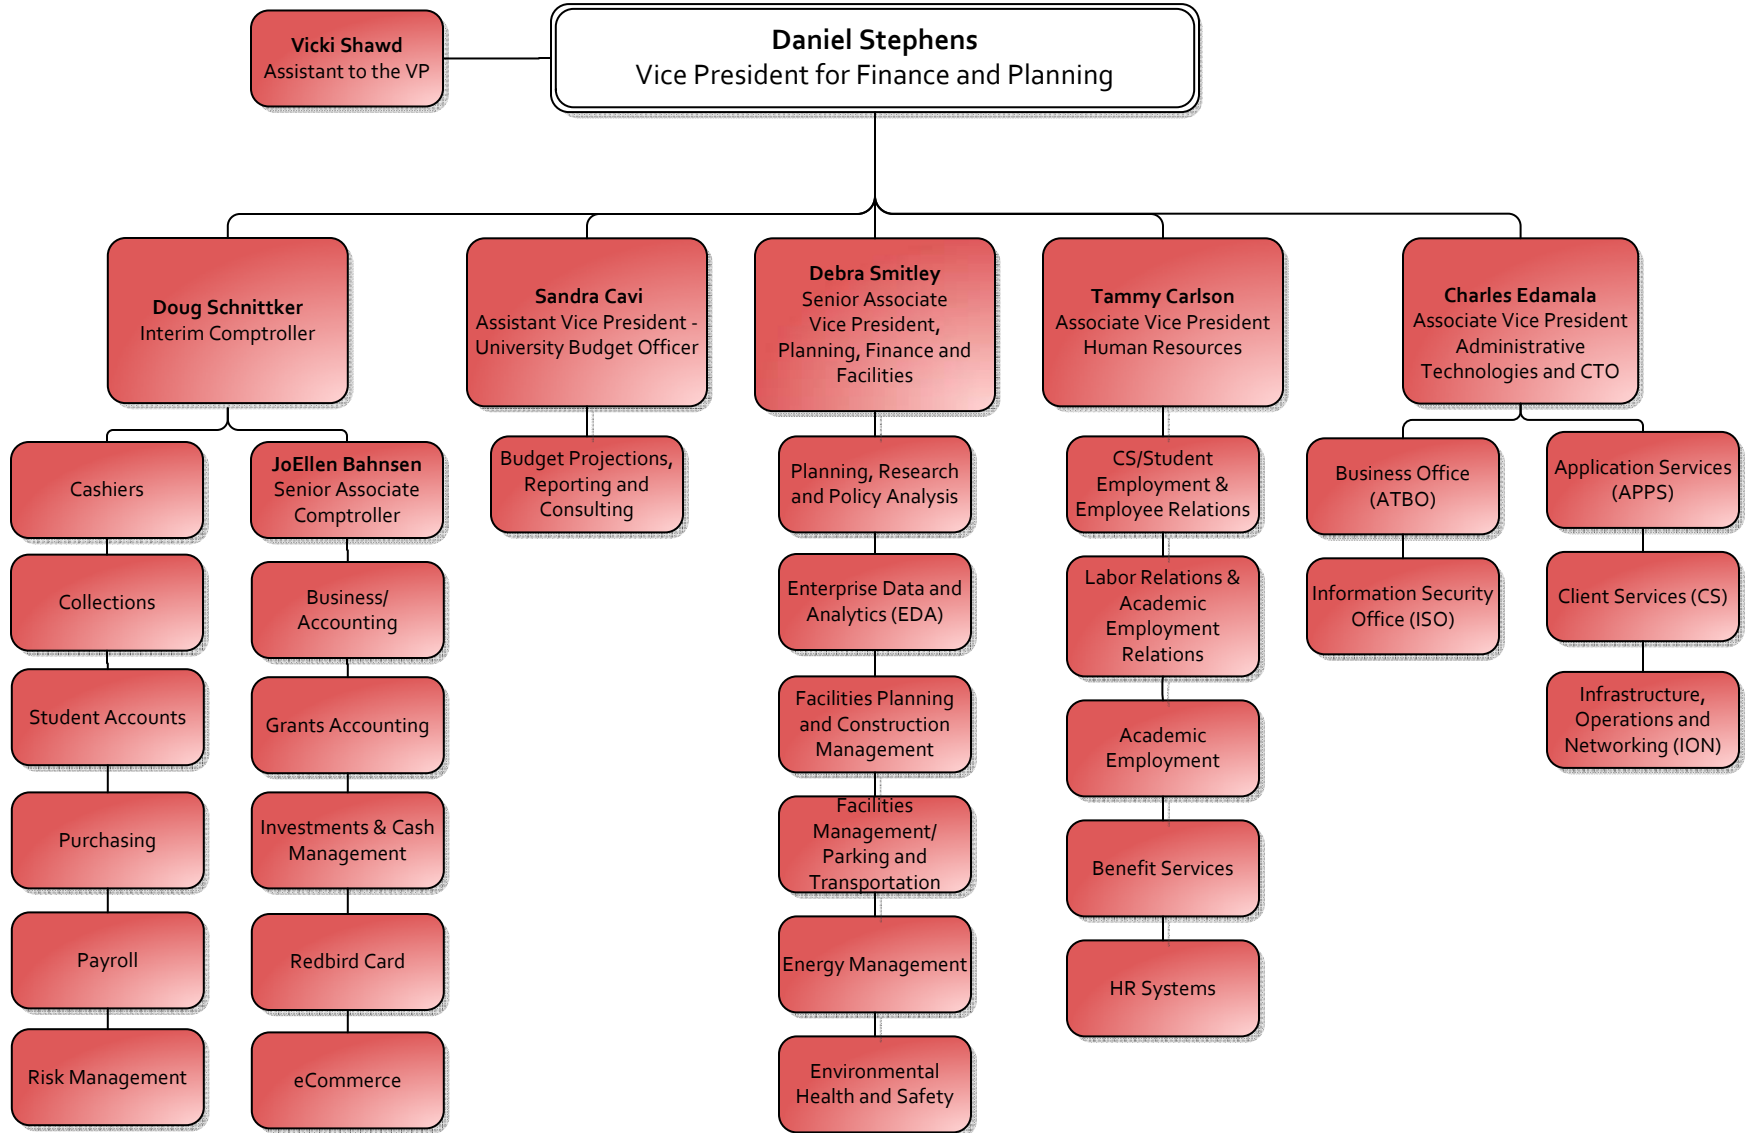 Vicki Shawd
Assistant to the VP
Daniel Stephens
Vice President for Finance and Planning
Doug Schnittker
Interim Comptroller
Sandra Cavi
Assistant Vice President -
University Budget Officer
Debra Smitley
Senior Associate
Vice President,
Planning, Finance and
Facilities
Tammy Carlson
Associate Vice President
Human Resources
Charles Edamala
Associate Vice President
Administrative
Technologies and CTO
Cashiers
Collections
Student Accounts
Purchasing
Payroll
Risk Management
JoEllen Bahnsen
Senior Associate
Comptroller
Business/
Accounting
Grants Accounting
Investments & Cash
Management
Redbird Card
eCommerce
Budget Projections,
Reporting and
Consulting
Planning, Research
and Policy Analysis
Enterprise Data and
Analytics (EDA)
Facilities Planning
and Construction
Management
Facilities
Management/
Parking and
Transportation
Energy Management
Environmental
Health and Safety
CS/Student
Employment &
Employee Relations
Labor Relations &
Academic
Employment
Relations
Academic
Employment
Benefit Services
HR Systems
Business Office
(ATBO)
Information Security
Office (ISO)
Application Services
(APPS)
Client Services (CS)
Infrastructure,
Operations and
Networking (ION)